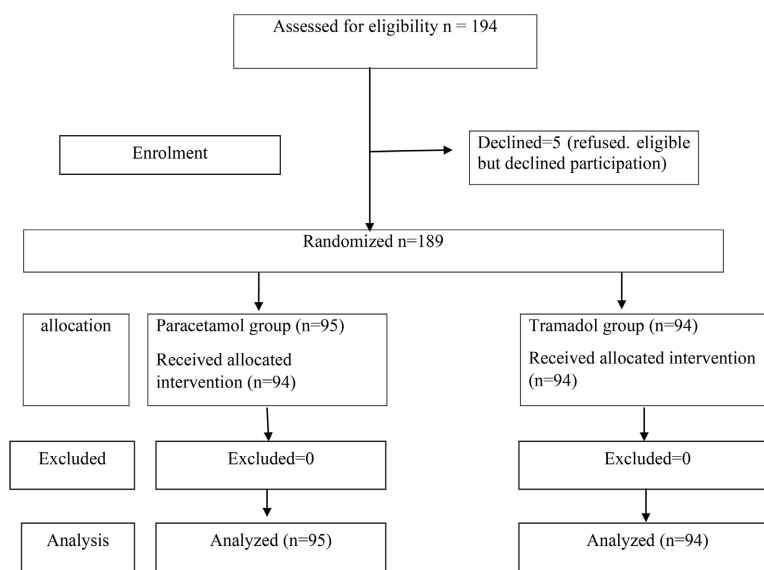 Assessed for eligibility n = 194
Enrolment
Declined=5 (refused. eligible
but declined participation)
Randomized n=189
allocation
Paracetamol group (n=95)
Received allocated
intervention (n=94)
Tramadol group (n=94)
Received allocated intervention
(n=94)
Excluded
Excluded=0
Excluded=0
Analysis
Analyzed (n=95)
Analyzed (n=94)